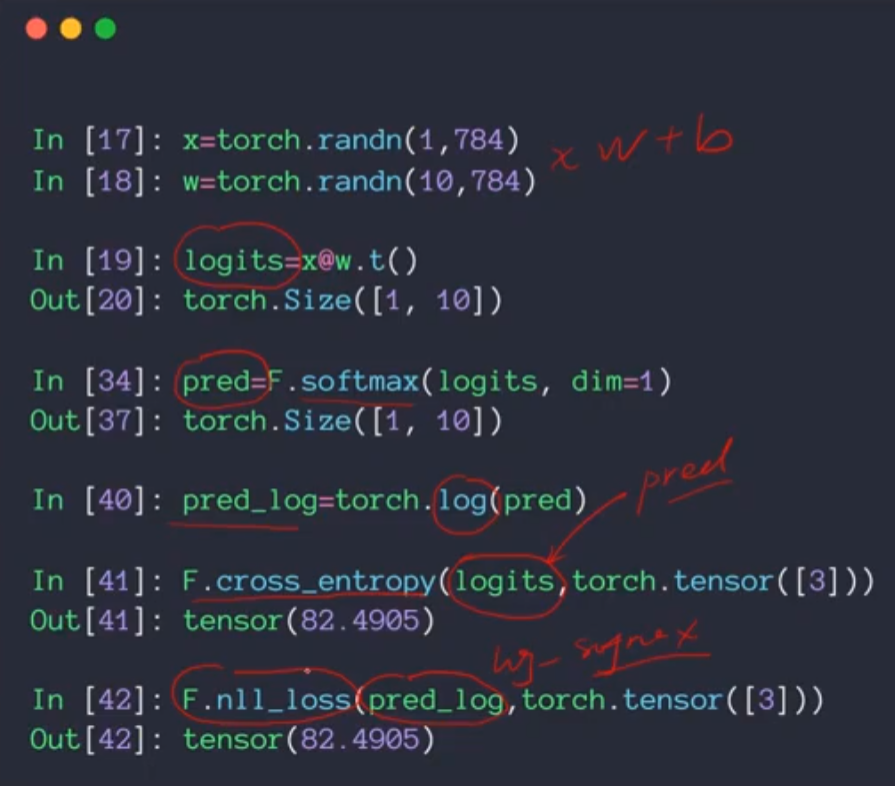 In [17]: x=torch.randn(1,784)
x w + b
In [18]: w=torch.randn(10,784)
In [19]: logits=x@w.t()
Out[20]: torch.Size([1, 10])
In [34]: pred=F.softmax(logits, dim=1)
Out[37]: torch.Size([1, 10])
pred
In [40]: pred_log=torch.log(pred)
In [41]: F.cross_entropy(logits,torch.tensor([3]))
Out[41]: tensor(82.4905)
In [42]: F.nll_loss(pred_log,torch.tensor([3]))
Out[42]: tensor(82.4905)